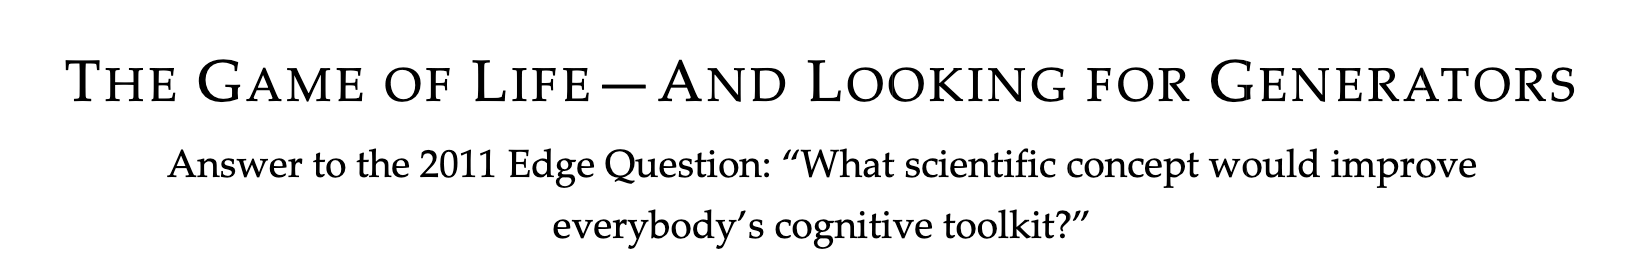 THE GAME OF LIFE—AND LOOKING FOR GENERATORS
Answer to the 2011 Edge Question: “What scientific concept would improve
everybody’s cognitive toolkit?”